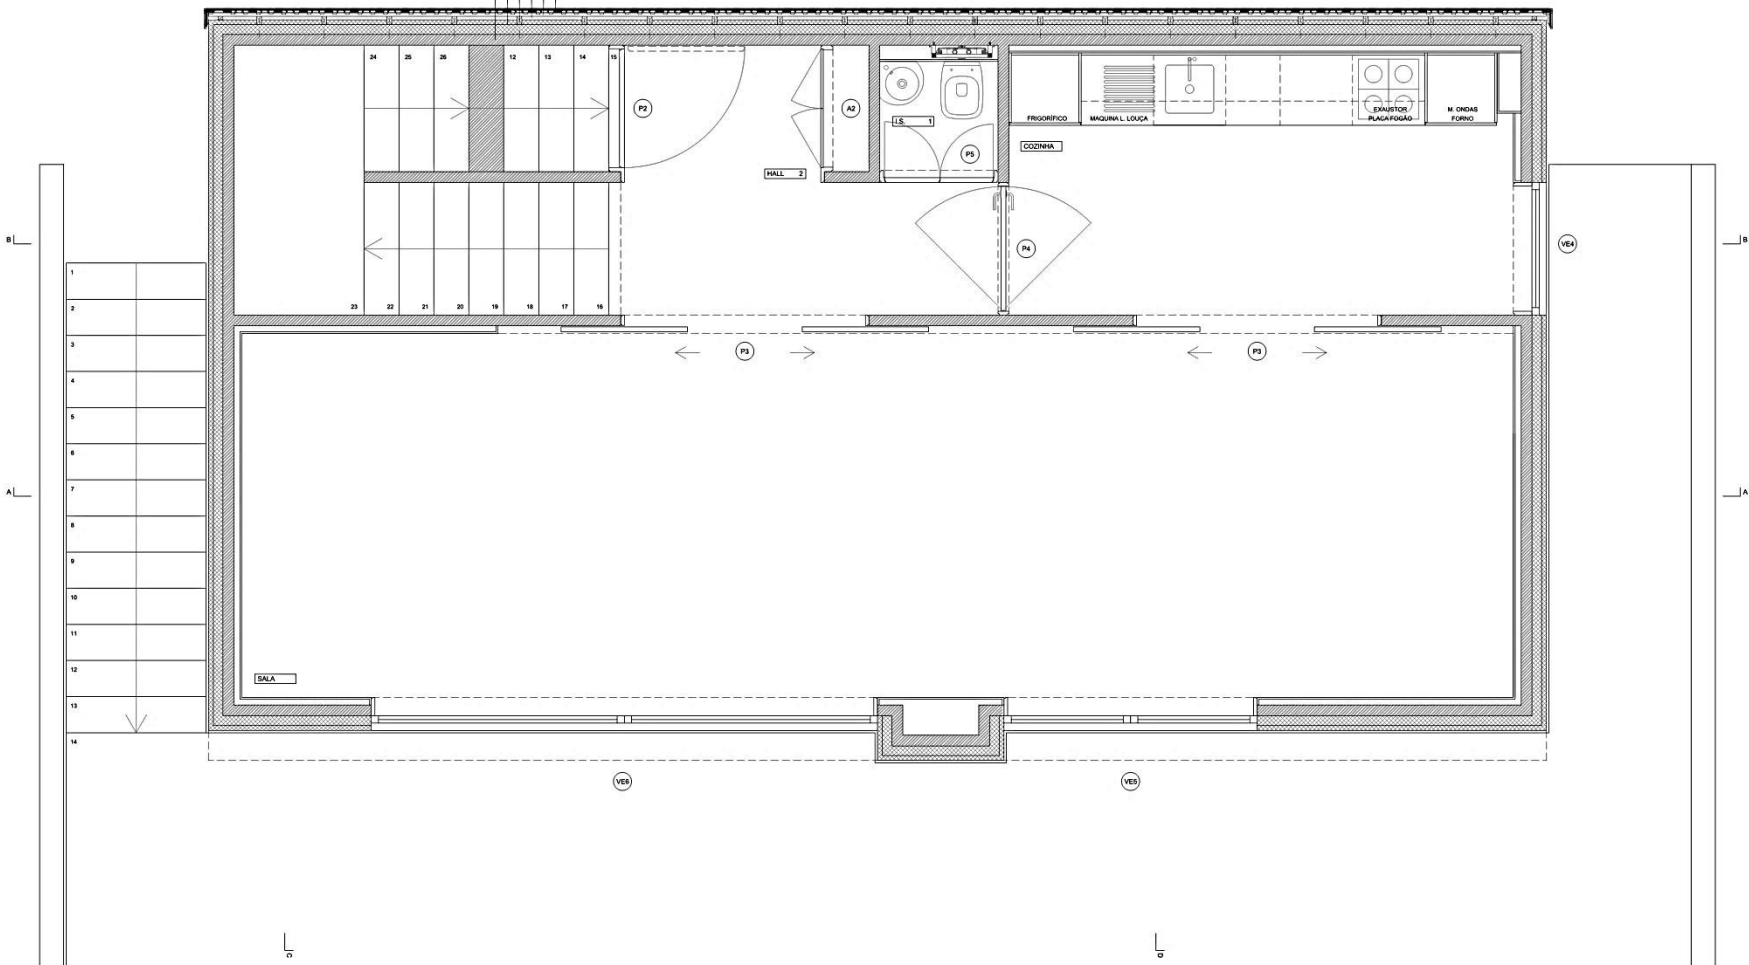 24 25 26 12 13 14 15
P2
A2
I.S. 1
P5
FRIGORÍFICO
MAQUINA L. LOUÇA
EXAUSTOR
PLACA FOGÃO
M. ONDAS
FORNO
COZINHA
HALL 2
B
P4
VE4
B
23 22 21 20 19 18 17 16
P3
P3
1
2
3
4
5
6
7
8
9
10
11
12
13
14
A
A
SALA
VE6
VE5
C
D